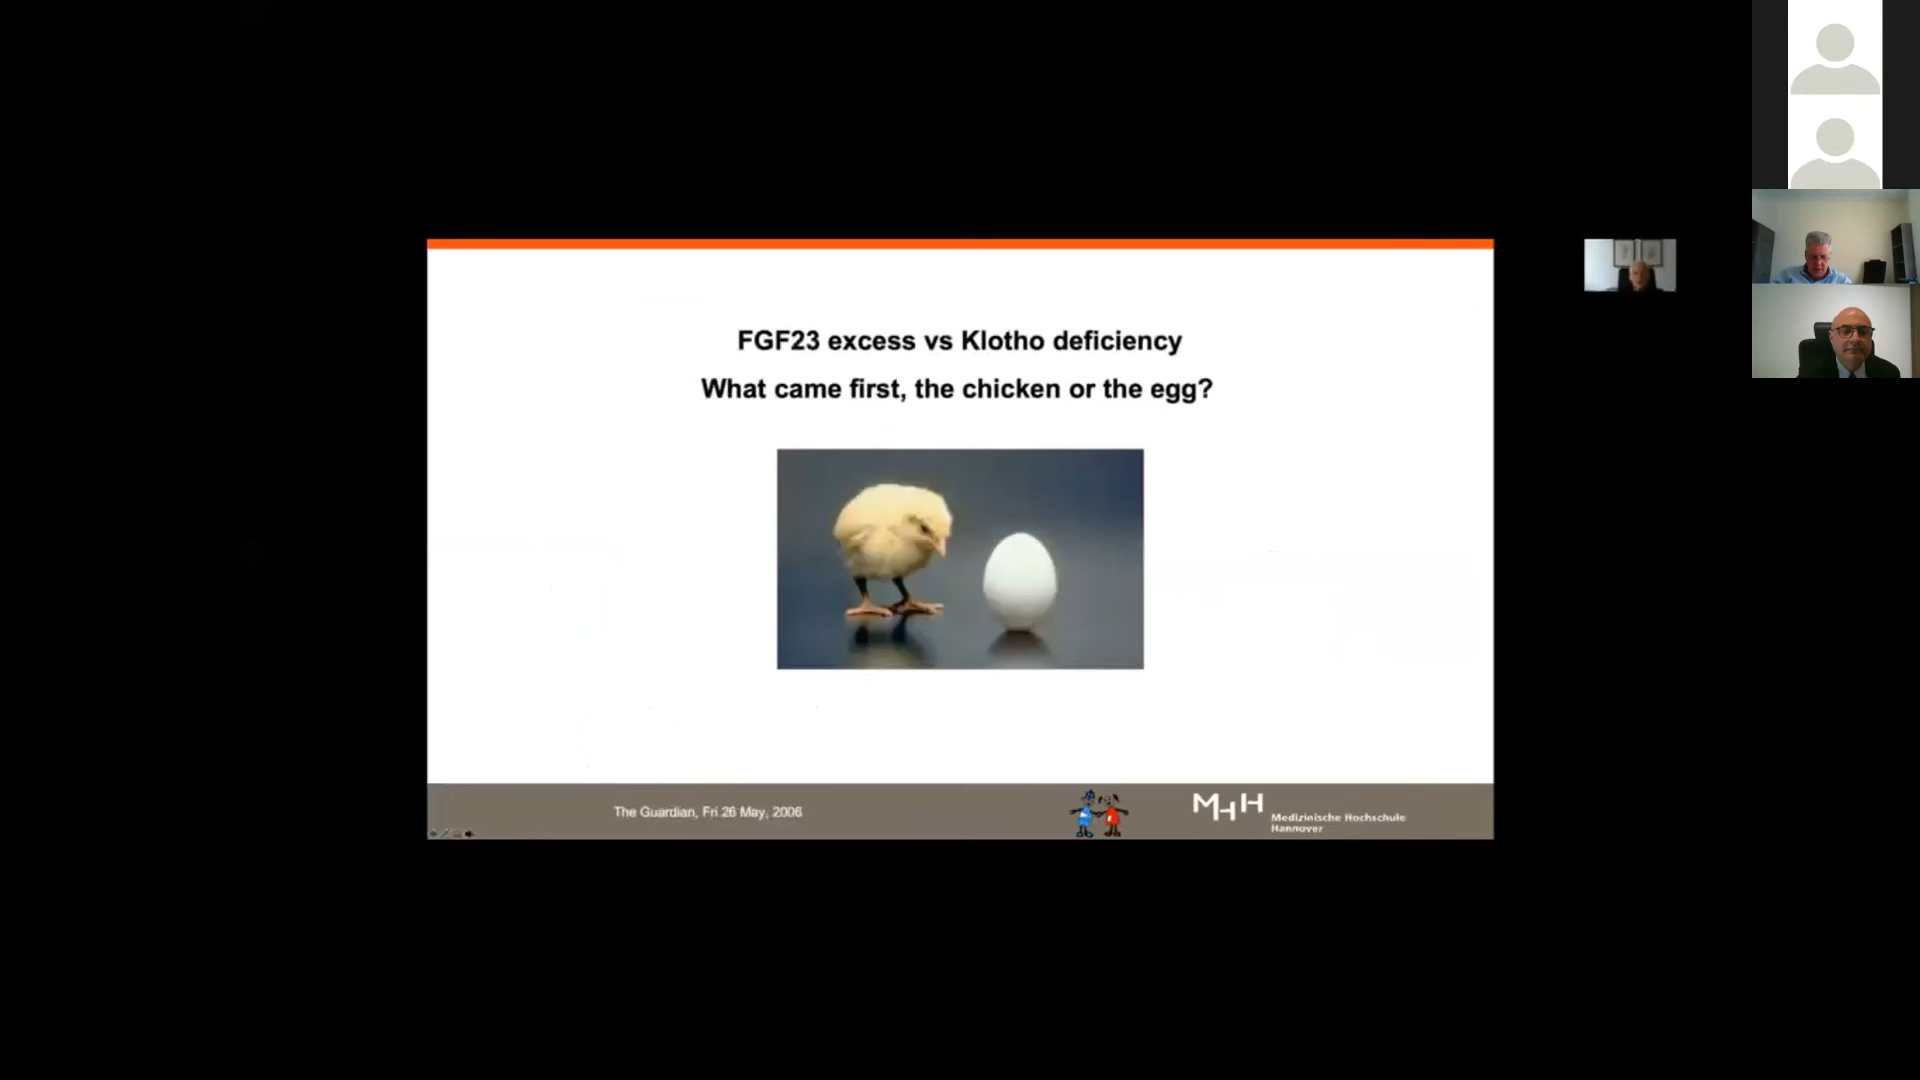 FGF23 excess vs Klotho deficiency
What came first, the chicken or the egg?
The Guardian, Fri 26 May, 2006
MHH
Medizinische Hochschule
Hannover